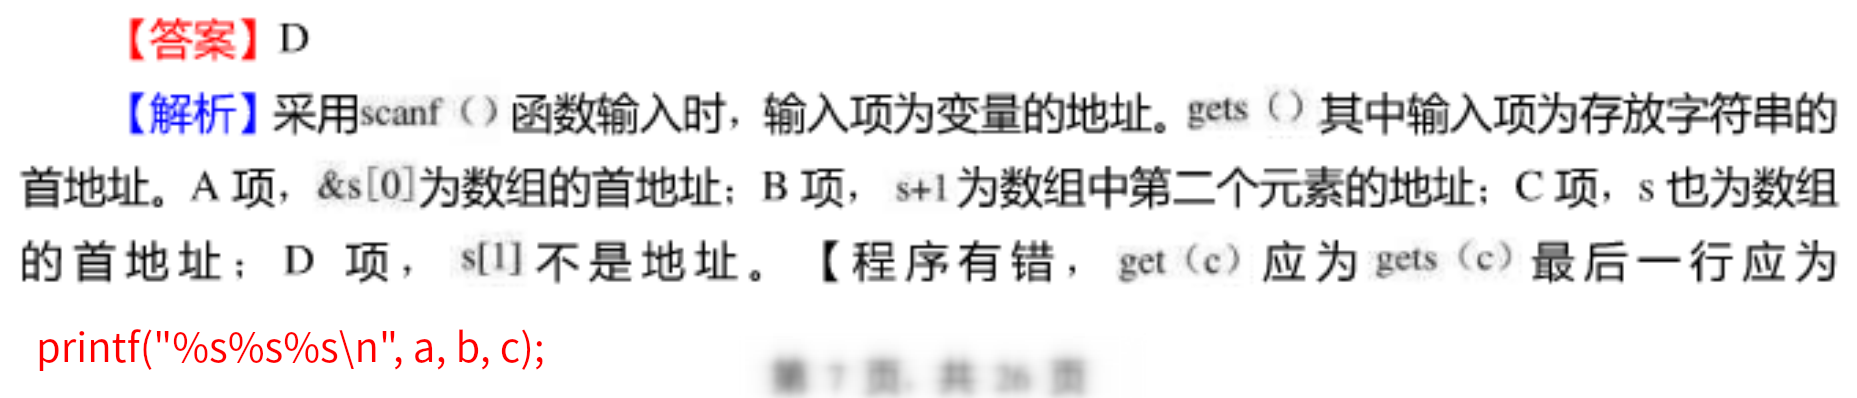 【答案】D
【解析】采用scanf（）函数输入时，输入项为变量的地址。gets（）其中输入项为存放字符串的
首地址。A 项，&s[0]为数组的首地址；B 项，s+1为数组中第二个元素的地址；C 项，s 也为数组
的首地址；D 项，s[1]不是地址。【程序有错，get（c）应为 gets（c）最后一行应为
printf("%s%s%s\n", a, b, c);
第 7 页，共 26 页